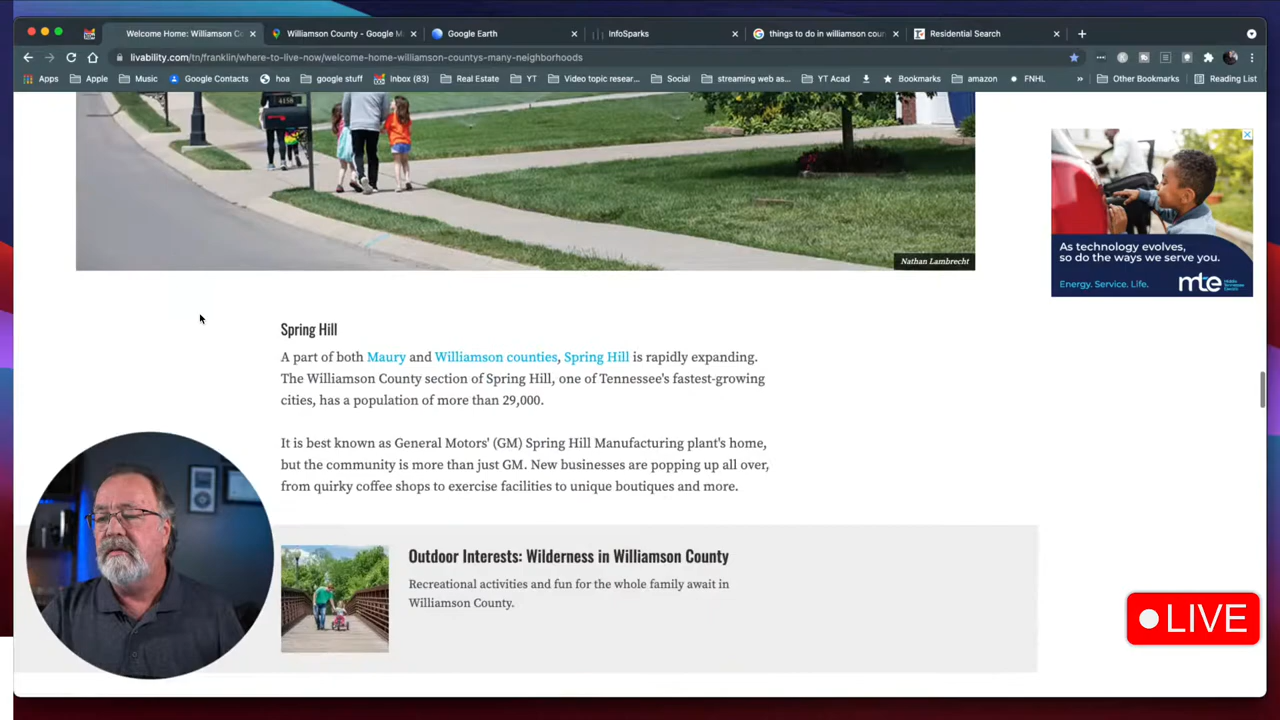 Welcome Home: Williamson C
Williamson County - Google M
Google Earth
InfoSparks
things to do in williamson coun
Residential Search
livability.com/tn/franklin/where-to-live-now/welcome-home-williamson-countys-many-neighborhoods
Apps Apple Music Google Contacts hoa google stuff Inbox (83) Real Estate YT Video topic resear... Social streaming web as... YT Acad Bookmarks amazon FNHL » Other Bookmarks Reading List
4158
Nathan Lambrecht
As technology evolves,
so do the ways we serve you.
Energy. Service. Life.
mte
Spring Hill
A part of both Maury and Williamson counties, Spring Hill is rapidly expanding.
The Williamson County section of Spring Hill, one of Tennessee's fastest-growing
cities, has a population of more than 29,000.
It is best known as General Motors' (GM) Spring Hill Manufacturing plant's home,
but the community is more than just GM. New businesses are popping up all over,
from quirky coffee shops to exercise facilities to unique boutiques and more.
Outdoor Interests: Wilderness in Williamson County
Recreational activities and fun for the whole family await in
Williamson County.
LIVE